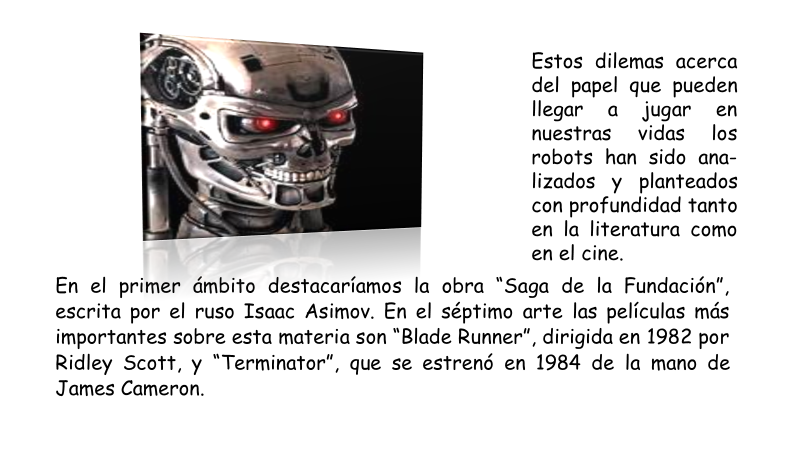 Estos dilemas acerca
del papel que pueden
llegar a jugar en
nuestras vidas los
robots han sido ana-
lizados y planteados
con profundidad tanto
en la literatura como
en el cine.
En el primer ámbito destacaríamos la obra “Saga de la Fundación”,
escrita por el ruso Isaac Asimov. En el séptimo arte las películas más
importantes sobre esta materia son “Blade Runner”, dirigida en 1982 por
Ridley Scott, y “Terminator”, que se estrenó en 1984 de la mano de
James Cameron.